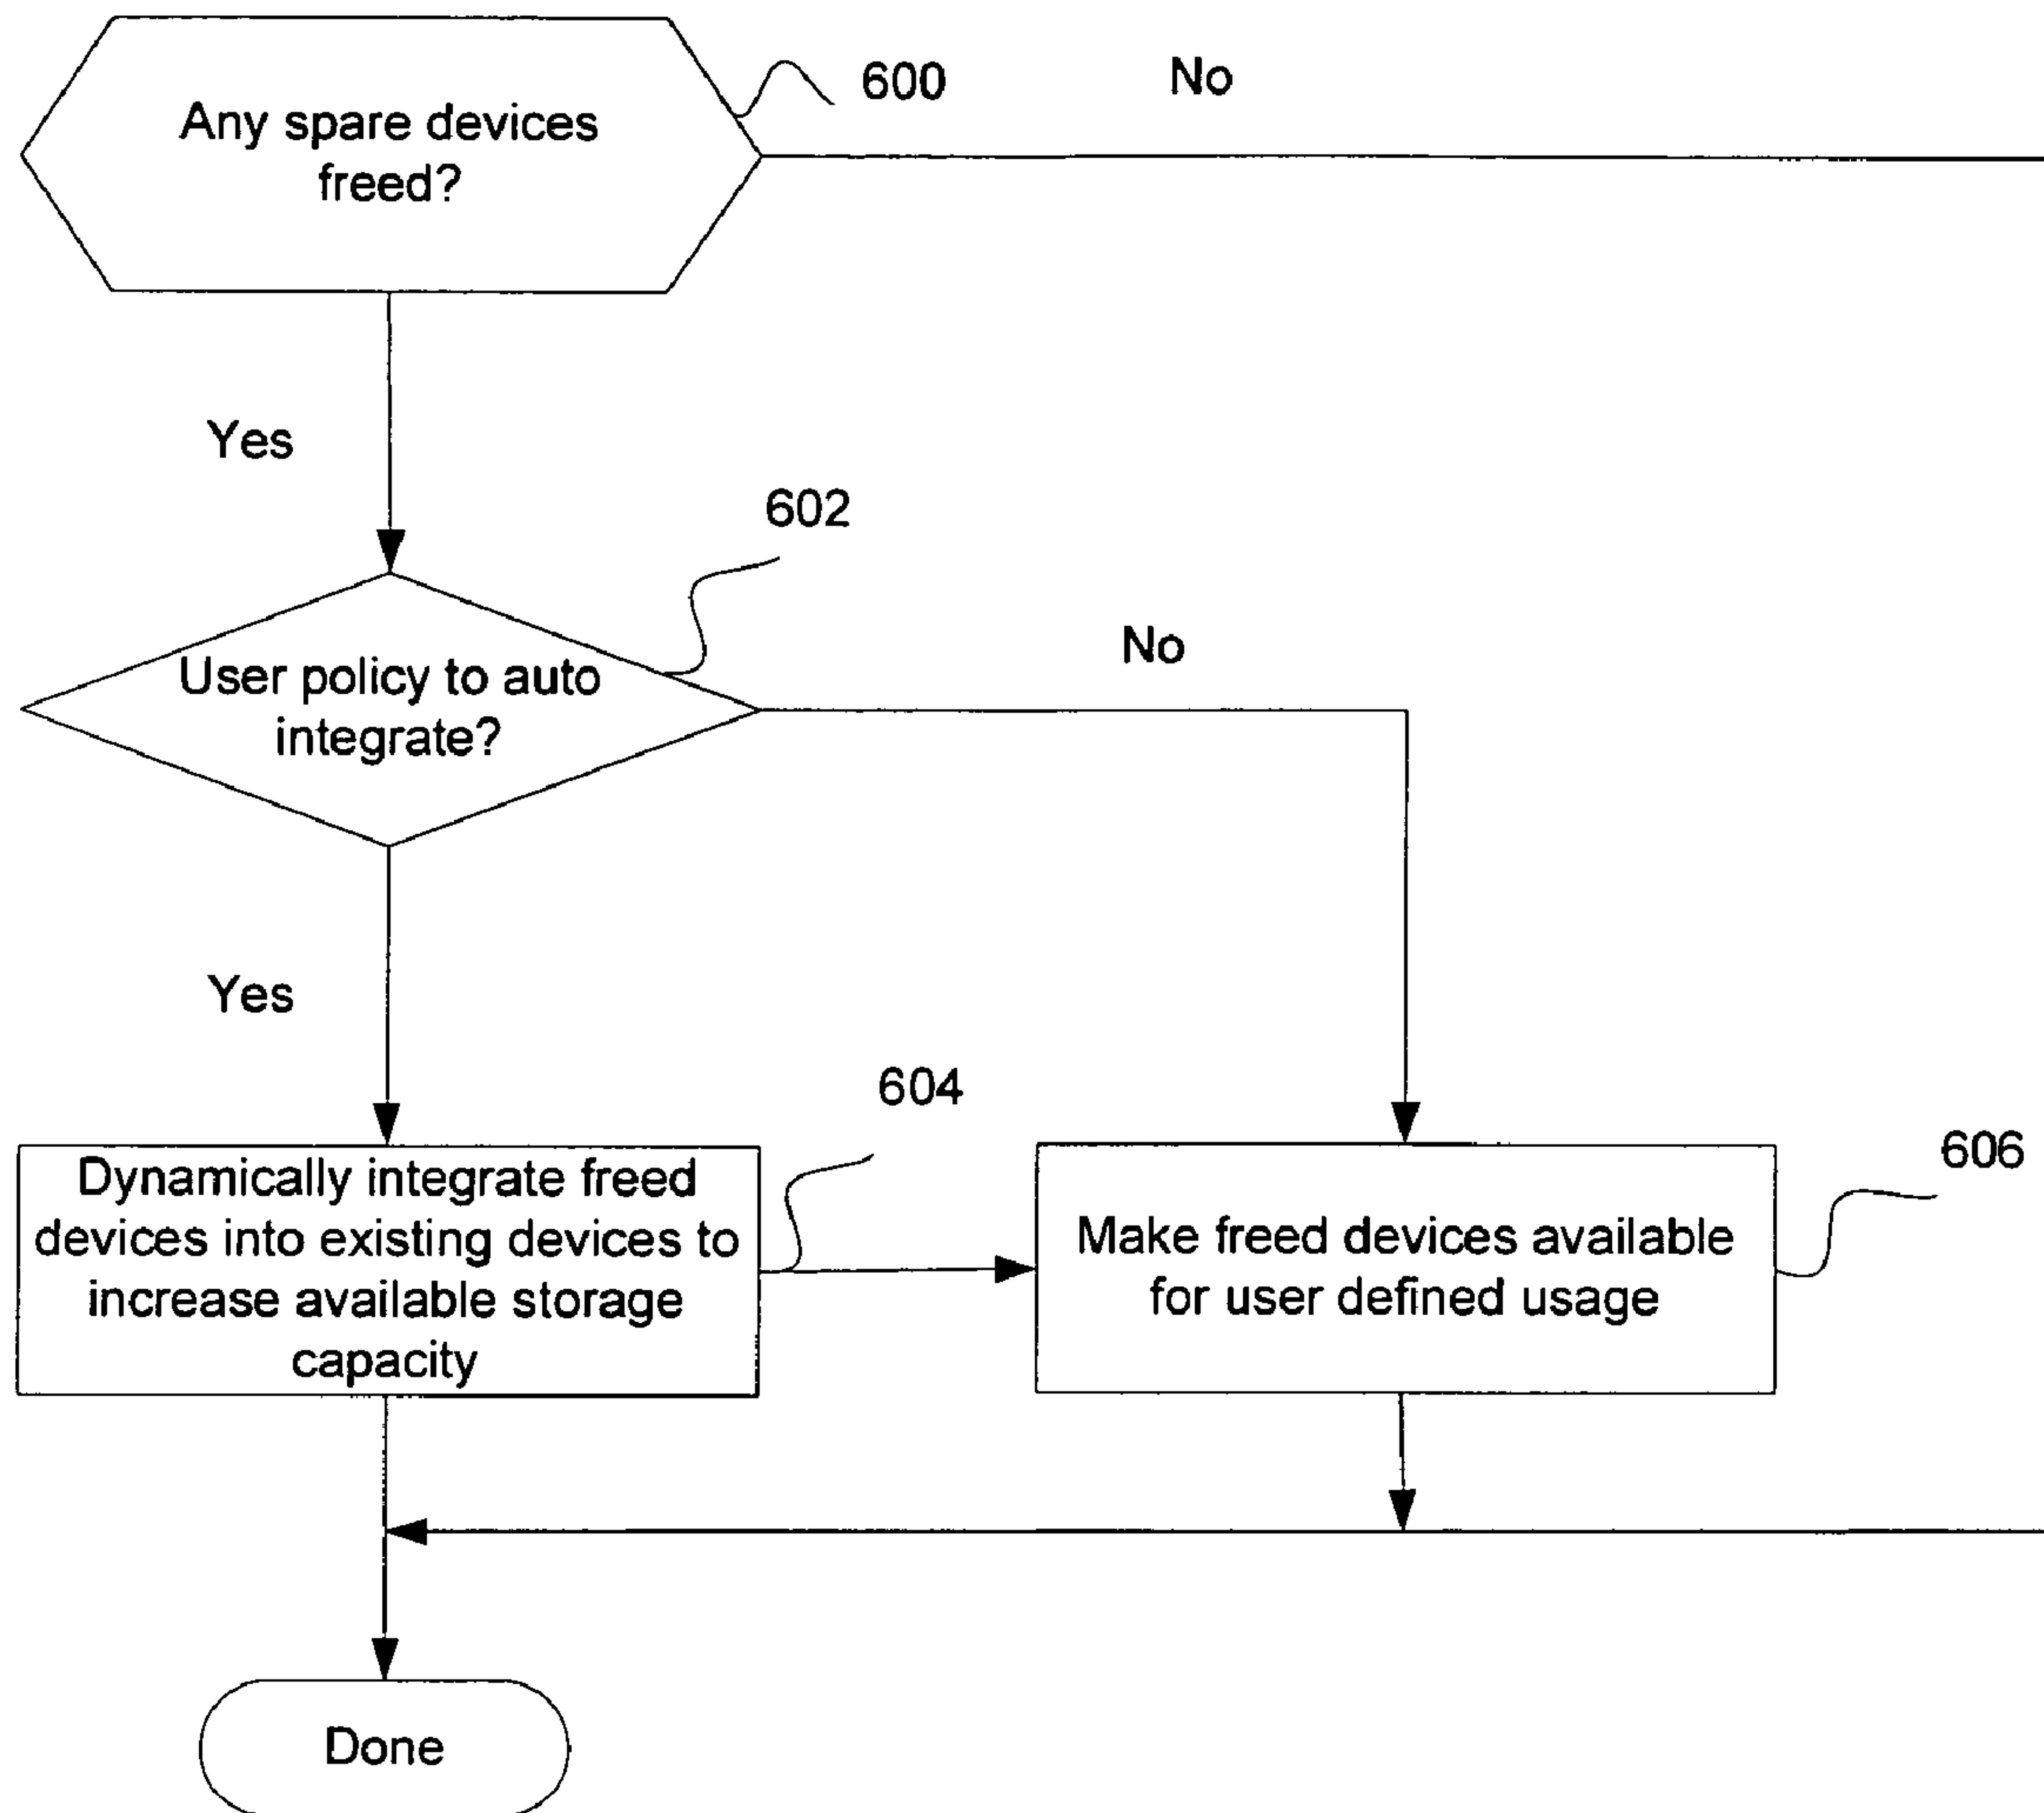 Any spare devices
freed?
600
No
Yes
602
User policy to auto
integrate?
No
Yes
604
Dynamically integrate freed
devices into existing devices to
increase available storage
capacity
606
Make freed devices available
for user defined usage
Done